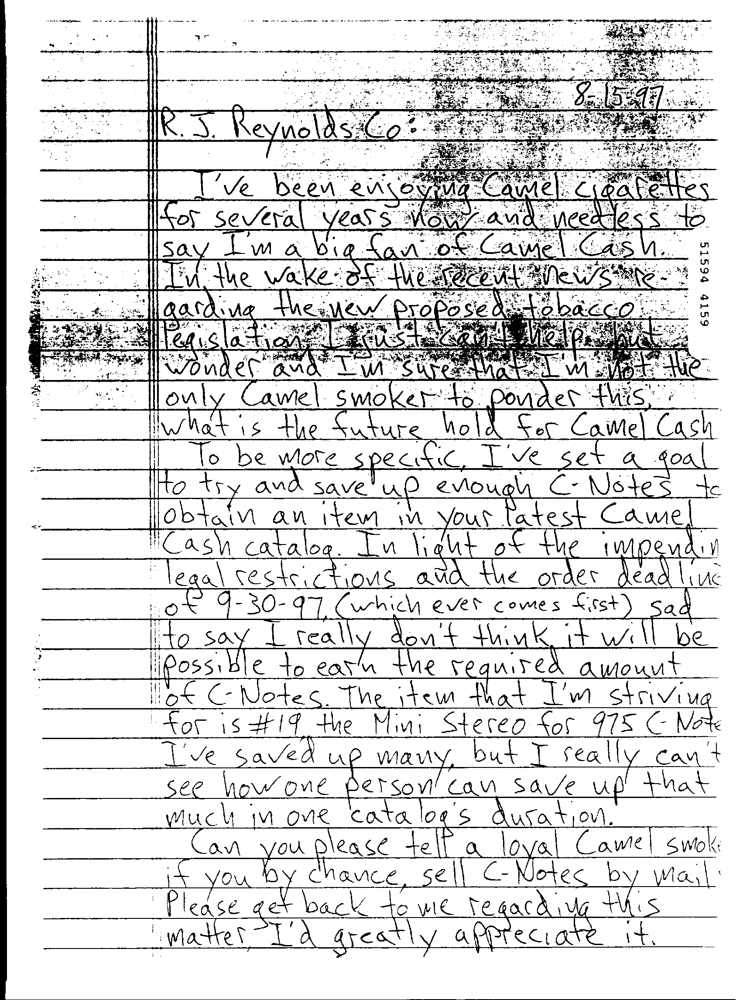 8-15-97
R. J. Reynolds Co:
I've been enjoying Camel cigarettes
for several years now, and needless to
say I'm a big fan of Camel Cash.
In the wake of the recent news re-
garding the new proposed tobacco
legislation, I just can't help but
wonder and I'm sure that I'm not the
only Camel smoker to ponder this,
what is the future hold for Camel Cash
To be more specific, I've set a goal
to try and save up enough C-Notes to
obtain an item in your latest Camel
Cash catalog. In light of the impendin
legal restrictions and the order deadline
of 9-30-97, (which ever comes first) sad
to say I really don't think it will be
possible to earn the required amount
of C-Notes. The item that I'm striving
for is #19, the Mini Stereo for 975 C-Note
I've saved up many, but I really can't
see how one person can save up that
much in one catalog's duration.
Can you please tell a loyal Camel smoke
if you by chance, sell C-Notes by mail
Please get back to me regarding this
matter, I'd greatly appreciate it.
51594 4159